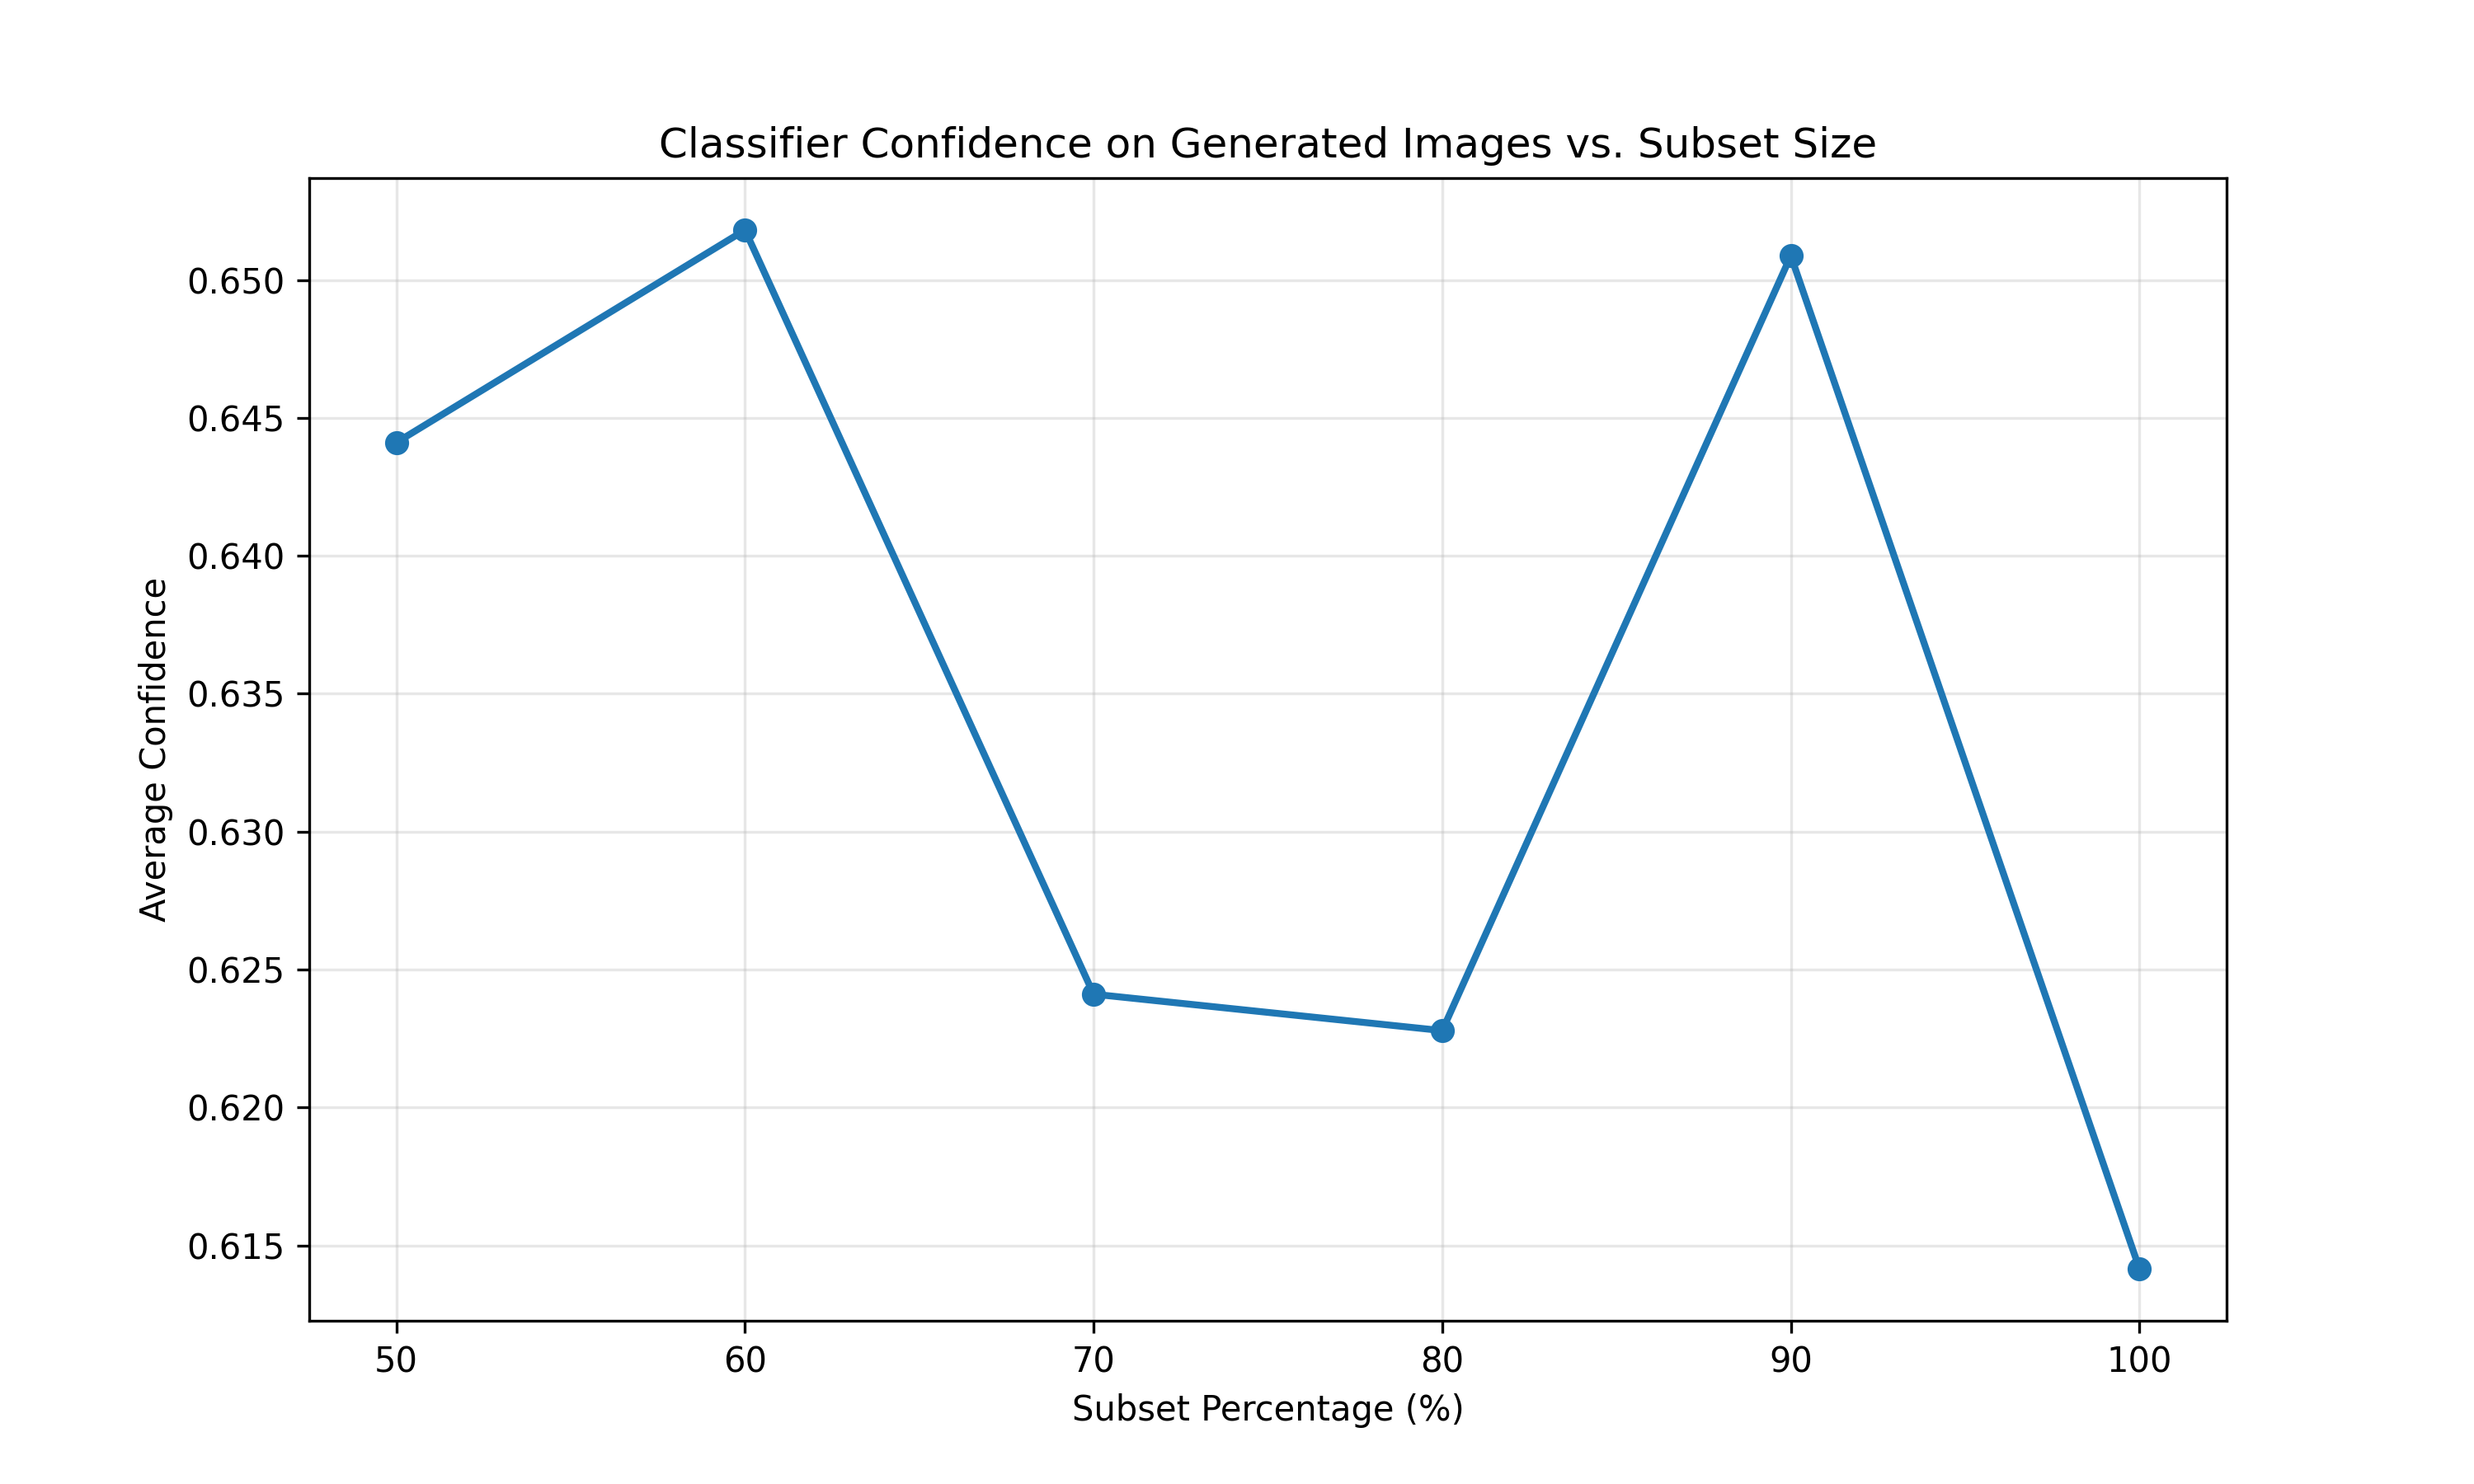 Classifier Confidence on Generated Images vs. Subset Size
Average Confidence
0.650
0.645
0.640
0.635
0.630
0.625
0.620
0.615
50 60 70 80 90 100
Subset Percentage (%)